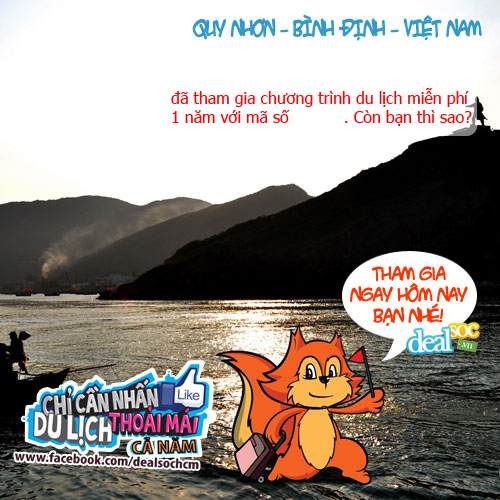 QUY NHƠN - BÌNH ĐỊNH - VIỆT NAM
đã tham gia chương trình du lịch miễn phí
1 năm với mã số . Còn bạn thì sao?
THAM GIA
NGAY HÔM NAY
BẠN NHÉ!
dealsoc
.vn
CHỈ CẦN NHẤN Like
DU LỊCH THOẢI MÁI
CẢ NĂM
www.facebook.com/dealsochcm